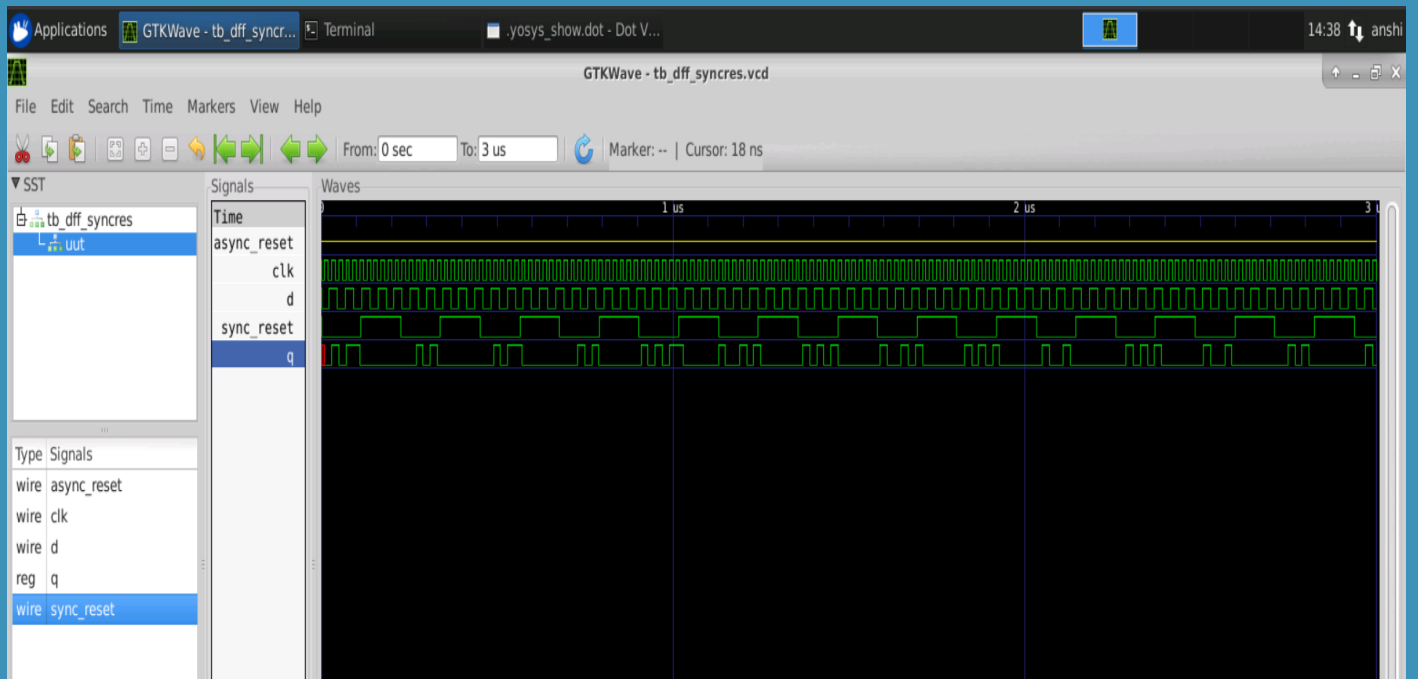 Applications GTKWave - tb_dff_syncr... Terminal .yosys_show.dot - Dot V... 14:38 anshi
GTKWave - tb_dff_syncres.vcd
File Edit Search Time Markers View Help
From: 0 sec To: 3 us Marker: -- | Cursor: 18 ns
SST Signals Waves
Time 1 us 2 us
tb_dff_syncres
uut
async_reset
clk
d
sync_reset
q
Type Signals
wire async_reset
wire clk
wire d
reg q
wire sync_reset